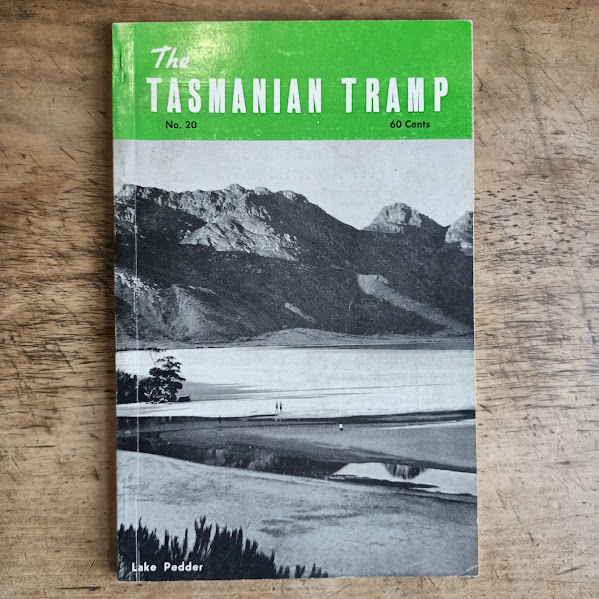 The
TASMANIAN TRAMP
No. 20 60 Cents
Lake Pedder